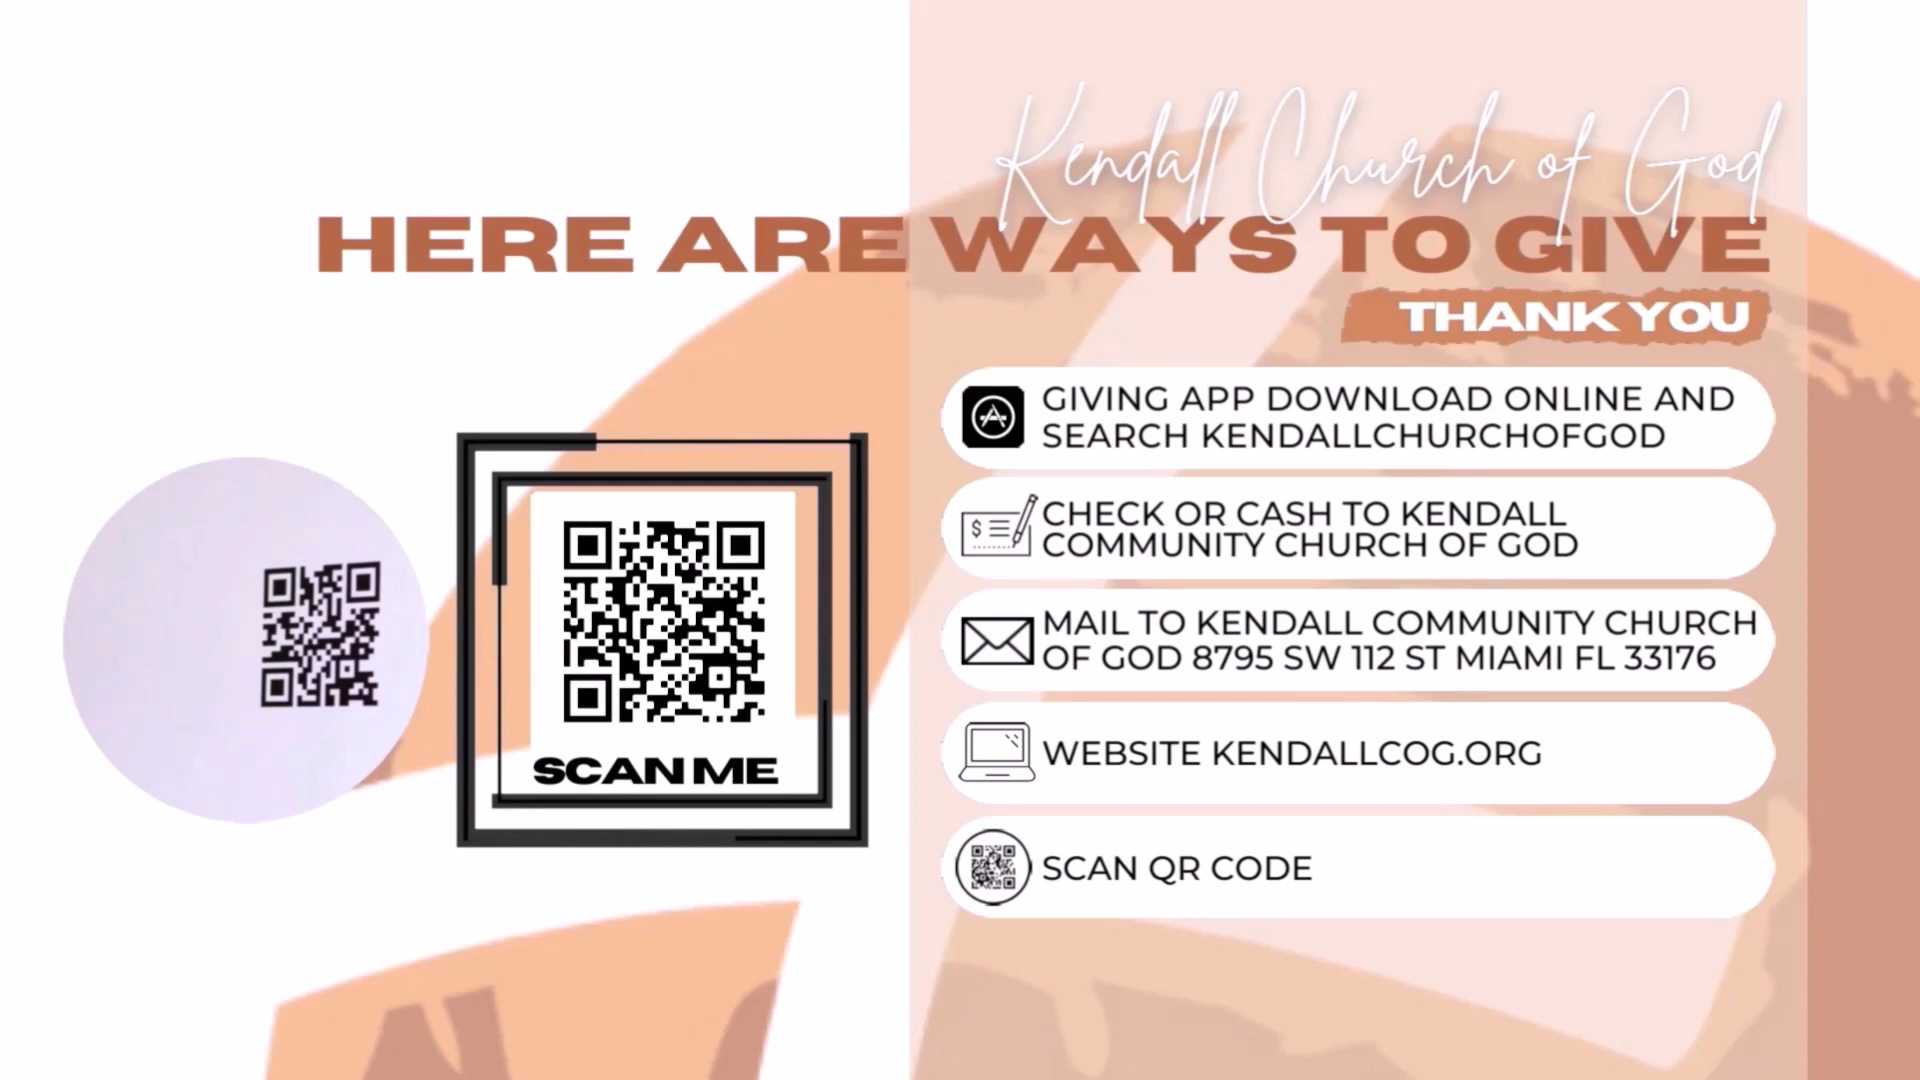 Kendall Church of God
HERE ARE WAYS TO GIVE
THANK YOU
GIVING APP DOWNLOAD ONLINE AND
SEARCH KENDALLCHURCHOFGOD
CHECK OR CASH TO KENDALL
COMMUNITY CHURCH OF GOD
MAIL TO KENDALL COMMUNITY CHURCH
OF GOD 8795 SW 112 ST MIAMI FL 33176
WEBSITE KENDALLCOG.ORG
SCAN QR CODE
SCAN ME